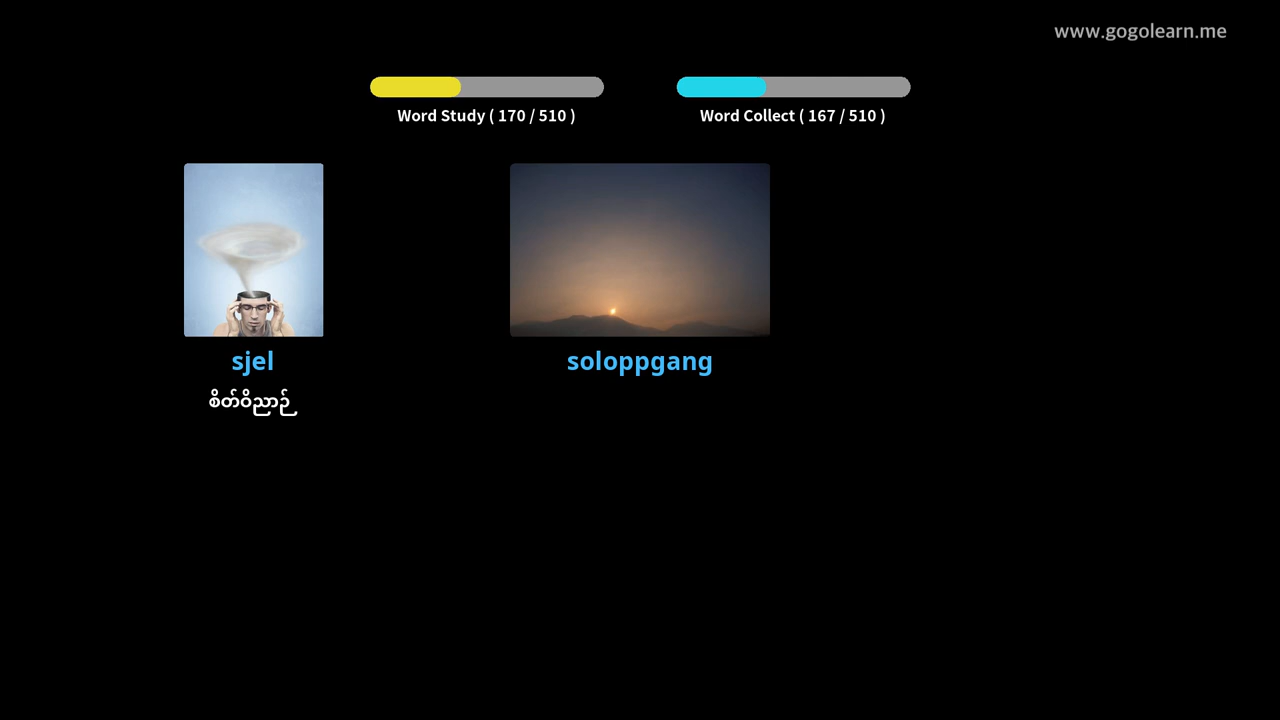 www.gogolearn.me
Word Study ( 170 / 510 )
Word Collect ( 167 / 510 )
sjel
soloppgang
စိတ်ဝိညာဉ်